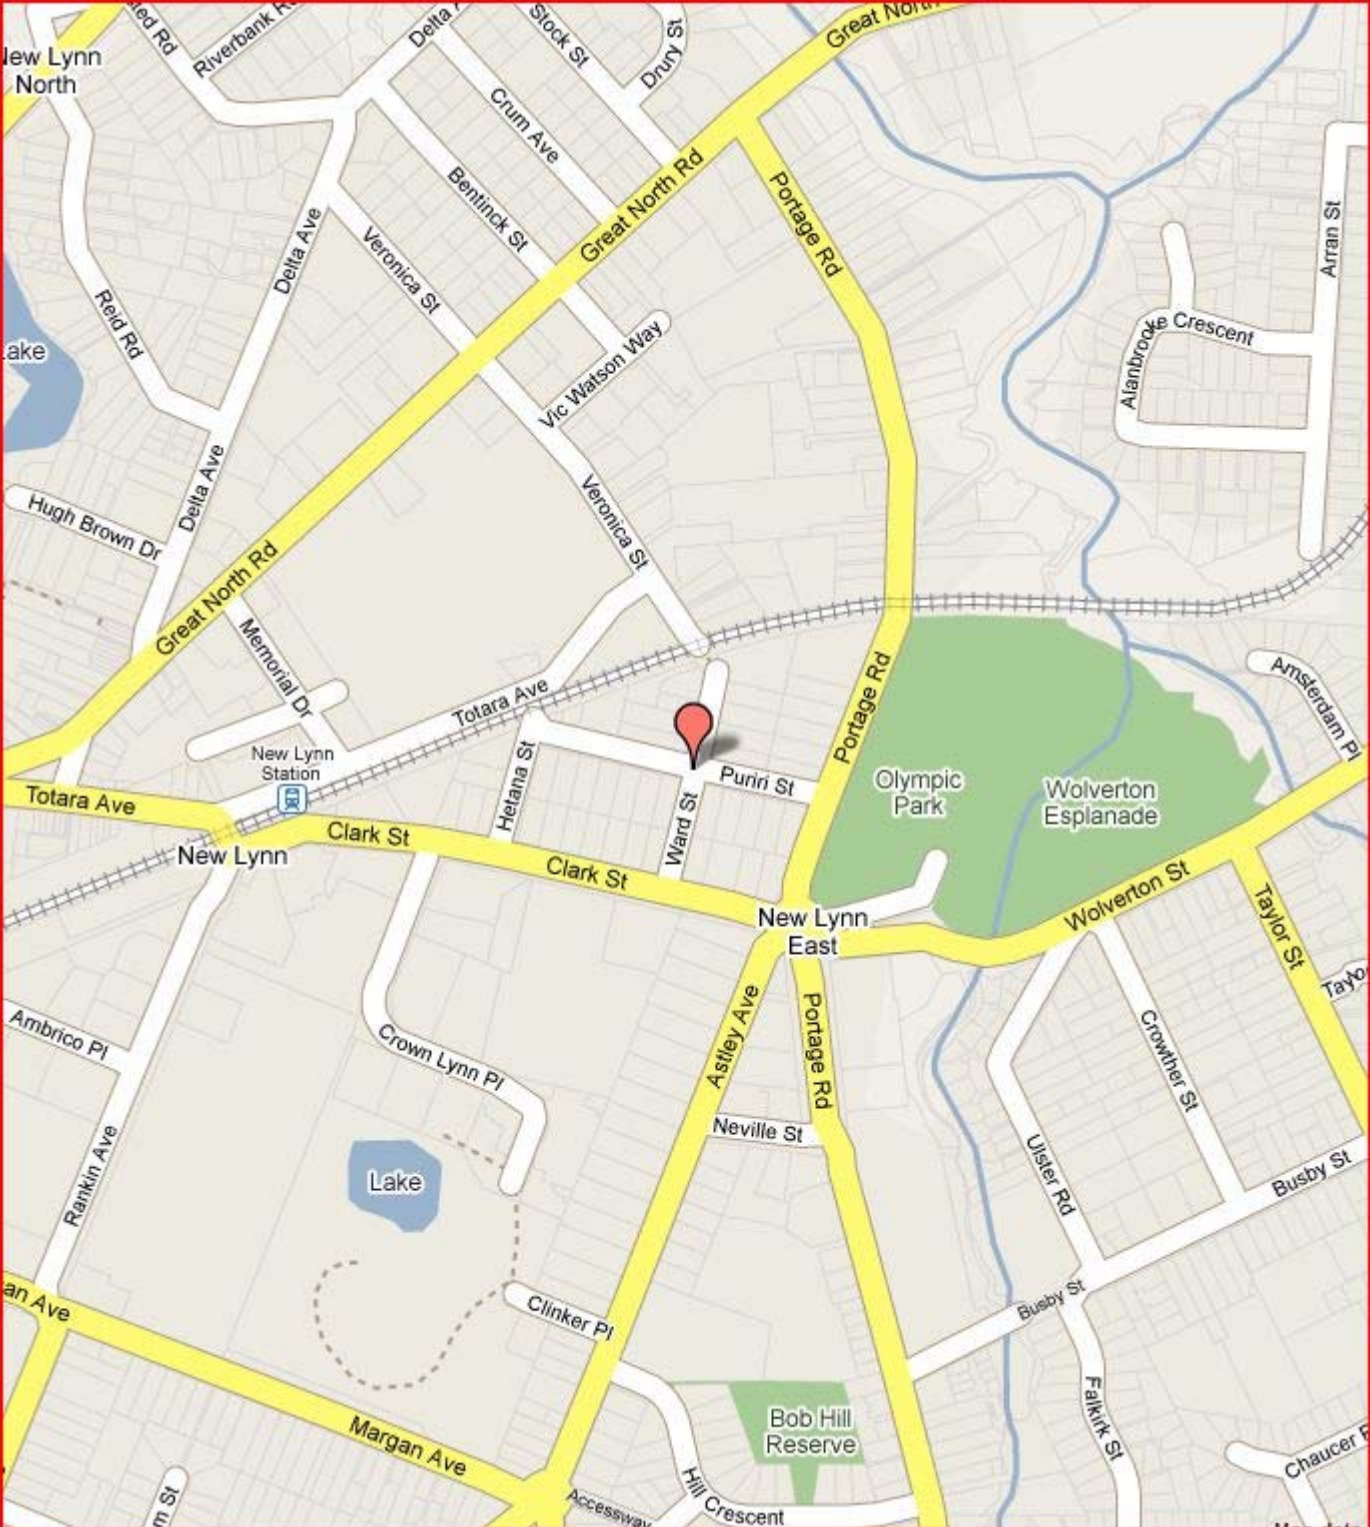 Riverbank
Delta
Stock St
Drury St
Great North
New Lynn
North
Crum Ave
Bentinck St
Great North Rd
Portage Rd
Delta Ave
Veronica St
Arran St
Reid Rd
Lake
Alanbrooke Crescent
Vic Watson Way
Delta Ave
Veronica St
Hugh Brown Dr
Great North Rd
Memorial Dr
Totara Ave
Portage Rd
Amsterdam Pl
New Lynn
Station
Hetana St
Puriri St
Olympic
Park
Wolverton
Esplanade
Totara Ave
Clark St
Ward St
New Lynn
Clark St
Wolverton St
New Lynn
East
Taylor St
Taylo
Ambrico Pl
Crown Lynn Pl
Astley Ave
Portage Rd
Crowther St
Neville St
Lake
Rankin Ave
Ulster Rd
Busby St
an Ave
Clinker Pl
Busby St
Margan Ave
Bob Hill
Reserve
Falkirk St
Chaucer
m St
Accessway
Hill Crescent